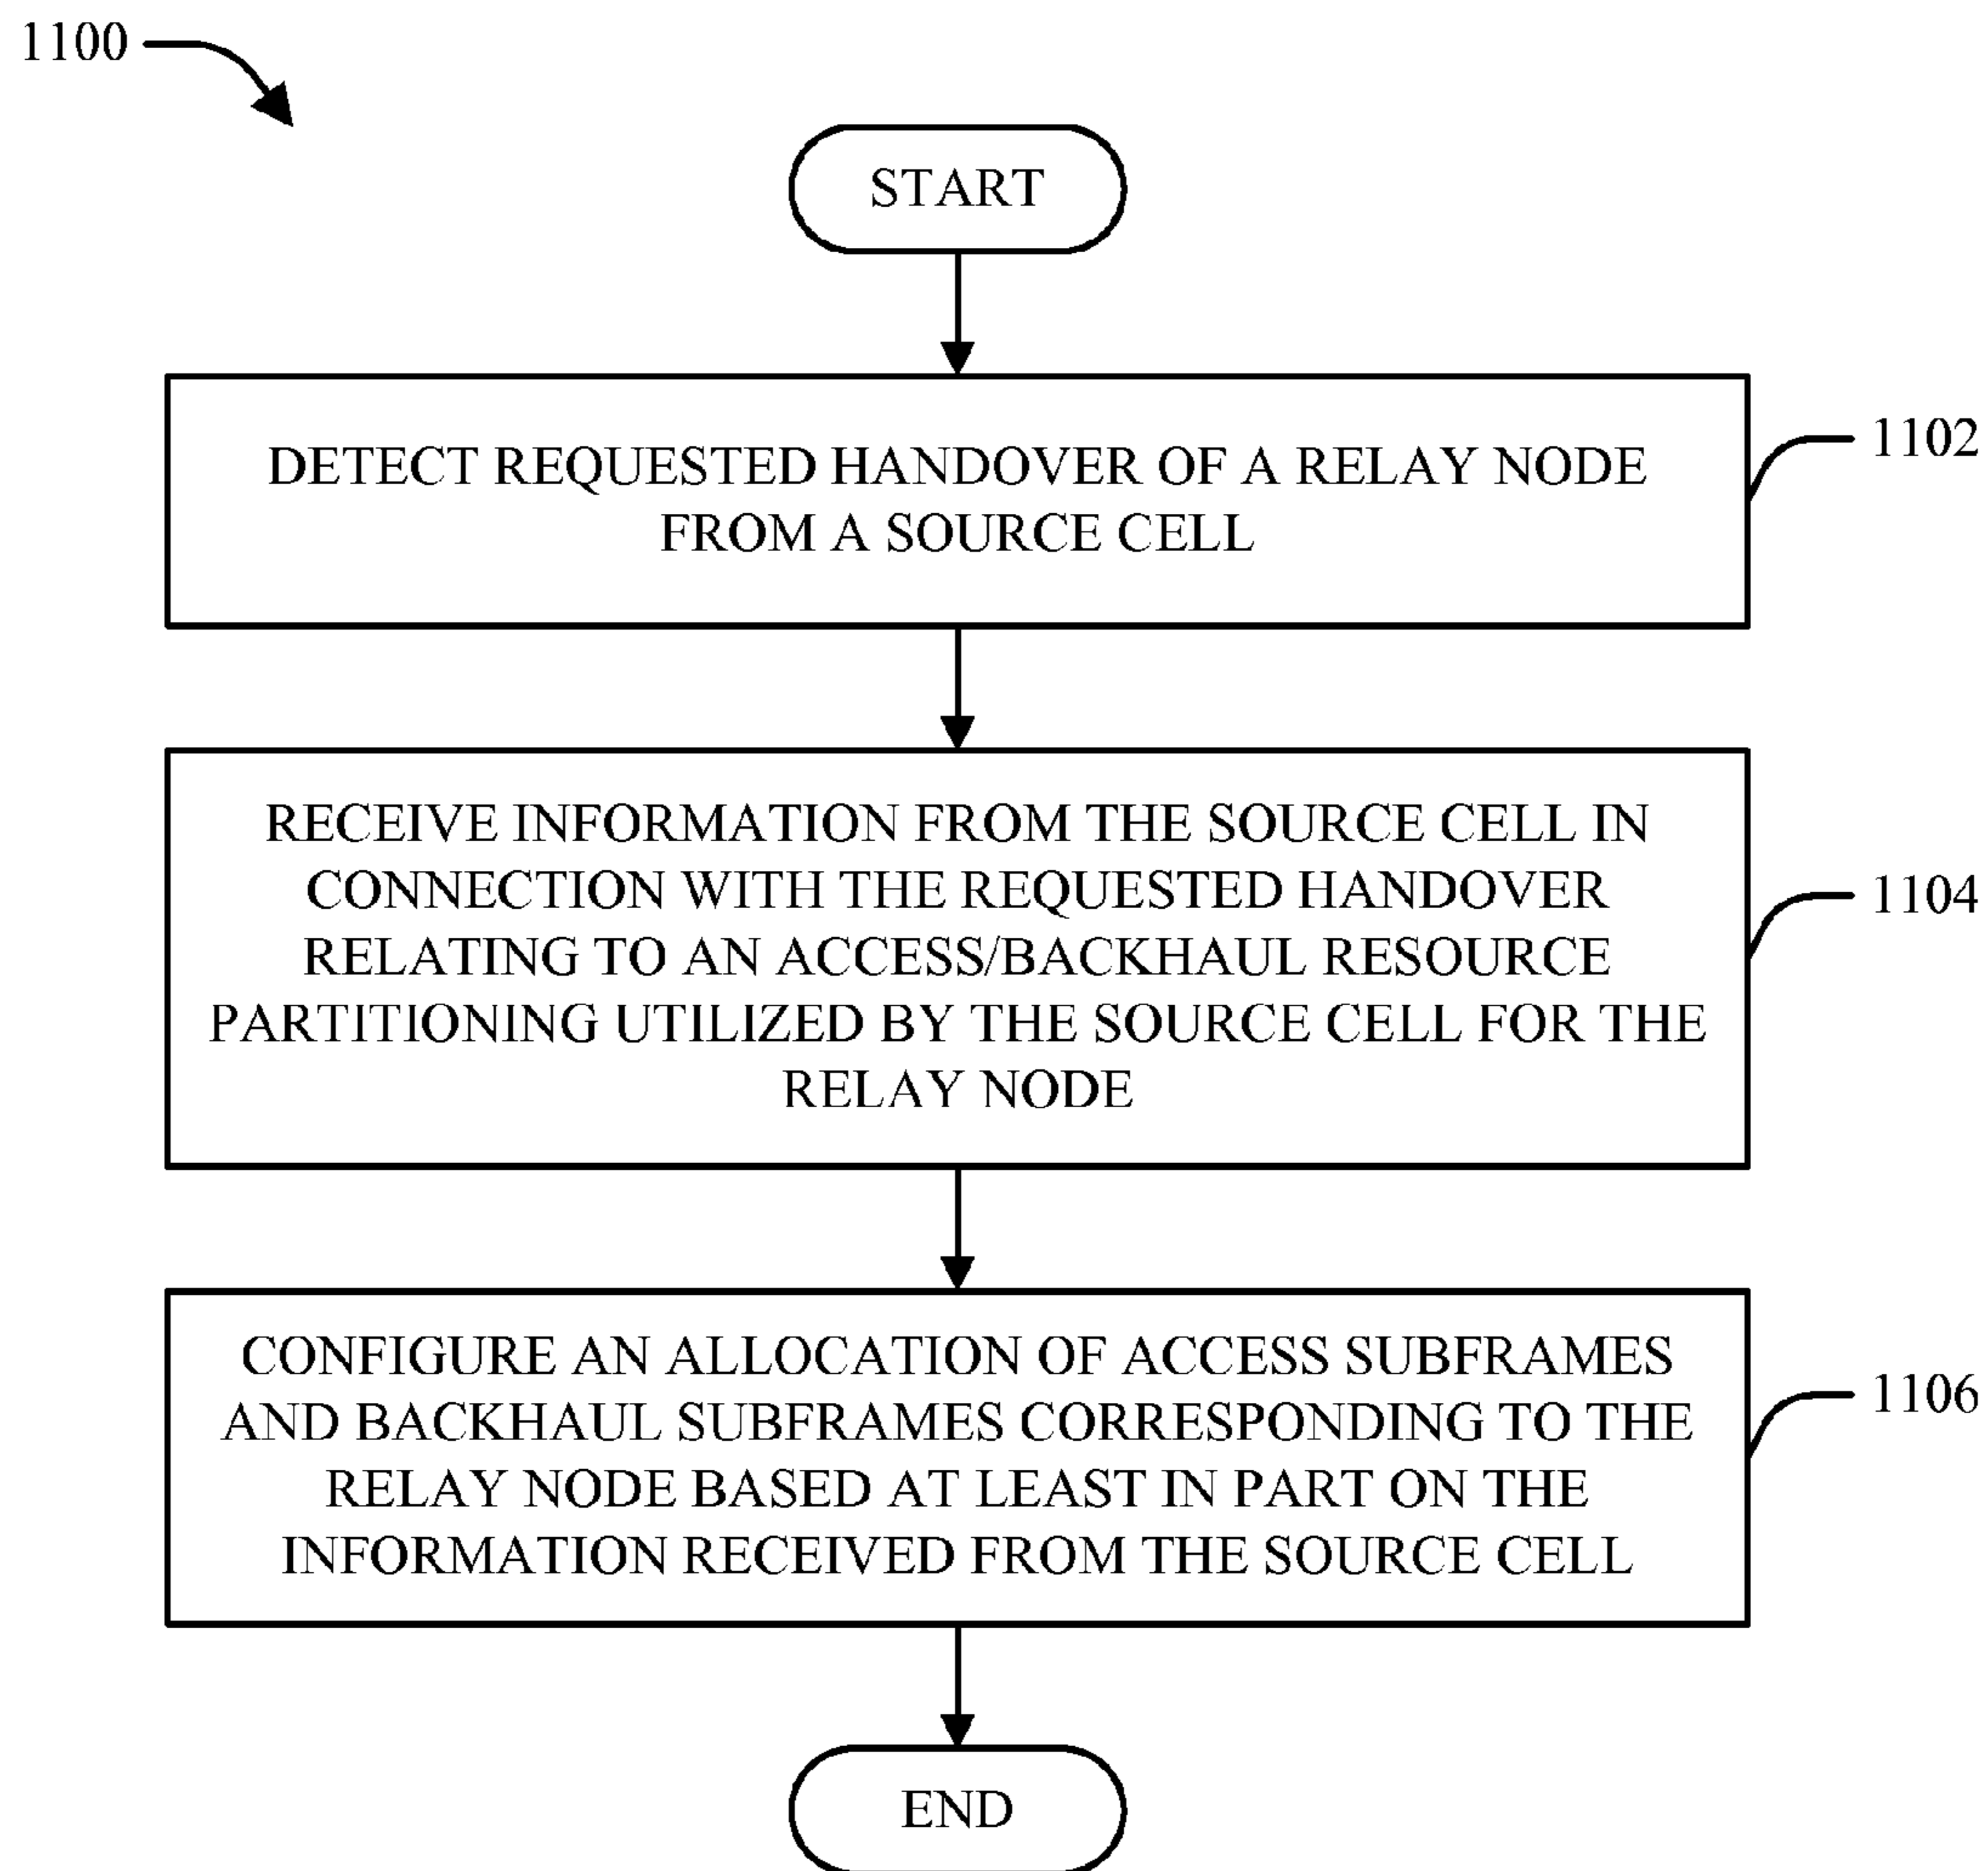 1100
START
DETECT REQUESTED HANDOVER OF A RELAY NODE
FROM A SOURCE CELL
1102
RECEIVE INFORMATION FROM THE SOURCE CELL IN
CONNECTION WITH THE REQUESTED HANDOVER
RELATING TO AN ACCESS/BACKHAUL RESOURCE
PARTITIONING UTILIZED BY THE SOURCE CELL FOR THE
RELAY NODE
1104
CONFIGURE AN ALLOCATION OF ACCESS SUBFRAMES
AND BACKHAUL SUBFRAMES CORRESPONDING TO THE
RELAY NODE BASED AT LEAST IN PART ON THE
INFORMATION RECEIVED FROM THE SOURCE CELL
1106
END